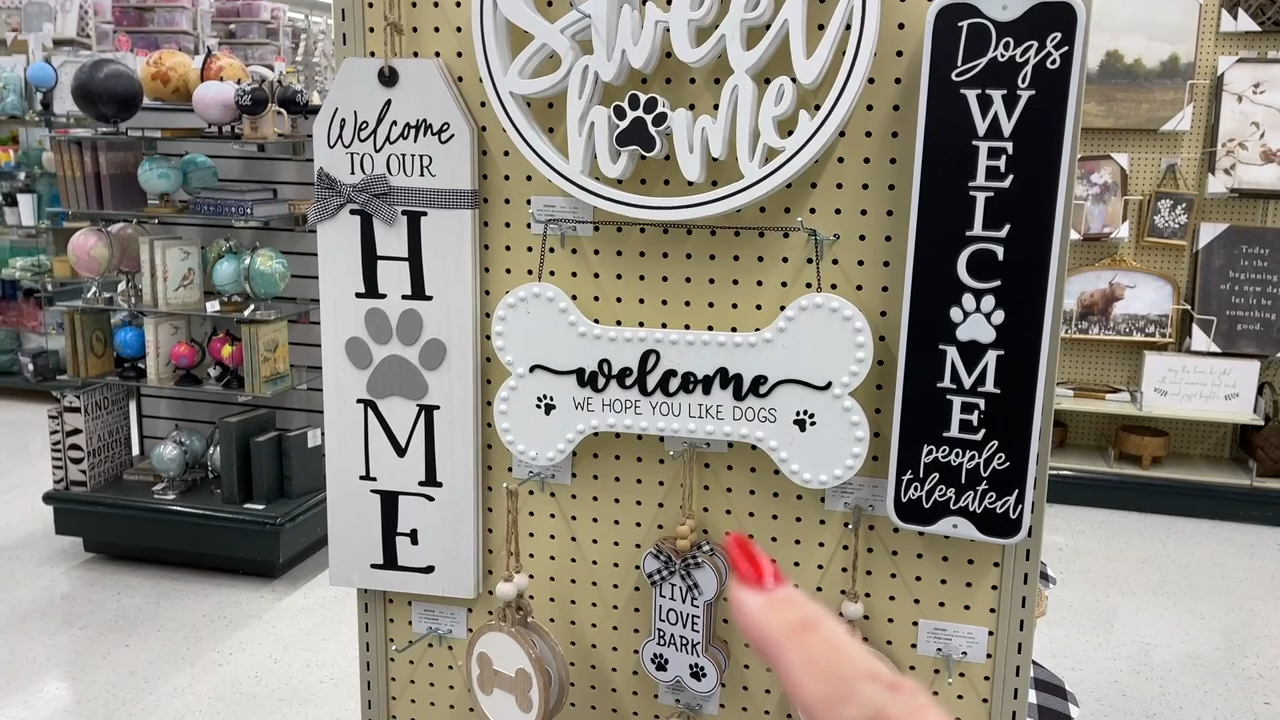 Welcome
TO OUR
HOME
Sweet
home
welcome
WE HOPE YOU LIKE DOGS
LIVE
LOVE
BARK
Dogs
WELCOME
people
tolerated
Today
is the
beginning
of a new
day let it be
something
good.